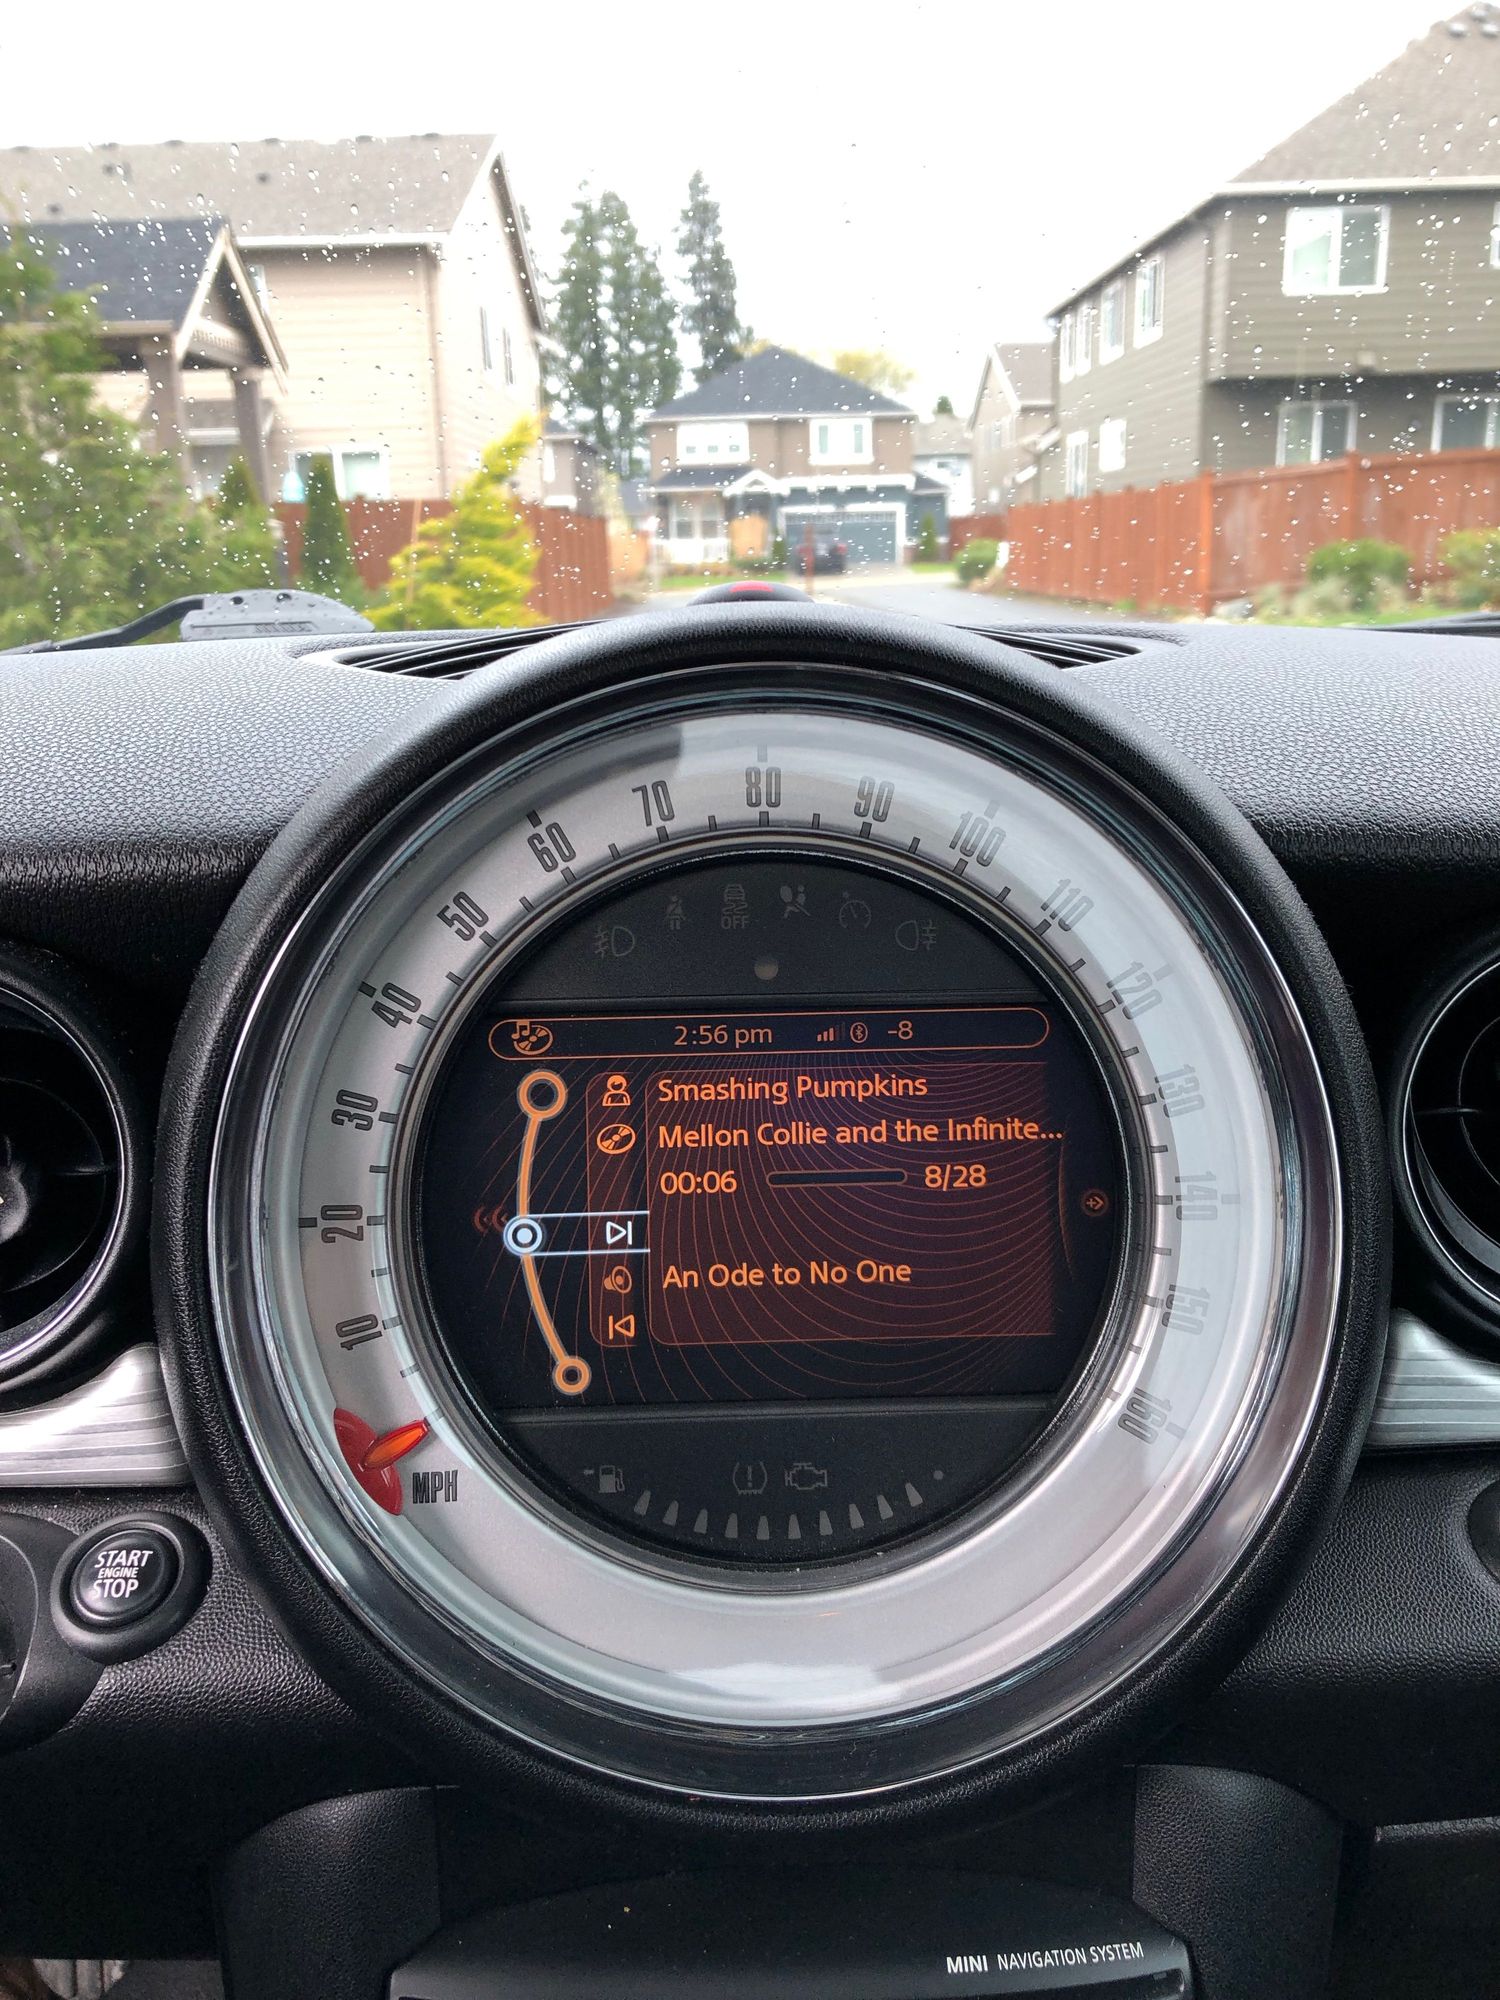 80
70
90
60
100
50
110
OFF
40
120
2:56 pm
-8
30
130
Smashing Pumpkins
Mellon Collie and the Infinite...
00:06
8/28
20
140
An Ode to No One
10
150
160
MPH
START
ENGINE
STOP
MINI NAVIGATION SYSTEM